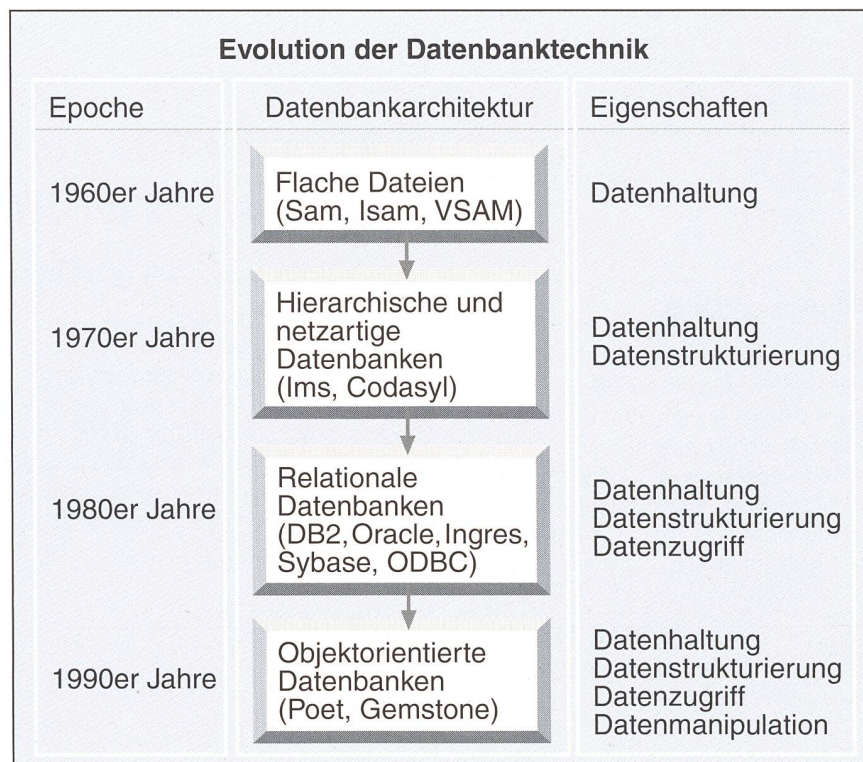 Evolution der Datenbanktechnik
Epoche
Datenbankarchitektur
Eigenschaften
1960er Jahre
Flache Dateien
(Sam, Isam, VSAM)
Datenhaltung
1970er Jahre
Hierarchische und
netzartige
Datenbanken
(Ims, Codasyl)
Datenhaltung
Datenstrukturierung
1980er Jahre
Relationale
Datenbanken
(DB2, Oracle, Ingres,
Sybase, ODBC)
Datenhaltung
Datenstrukturierung
Datenzugriff
1990er Jahre
Objektorientierte
Datenbanken
(Poet, Gemstone)
Datenhaltung
Datenstrukturierung
Datenzugriff
Datenmanipulation